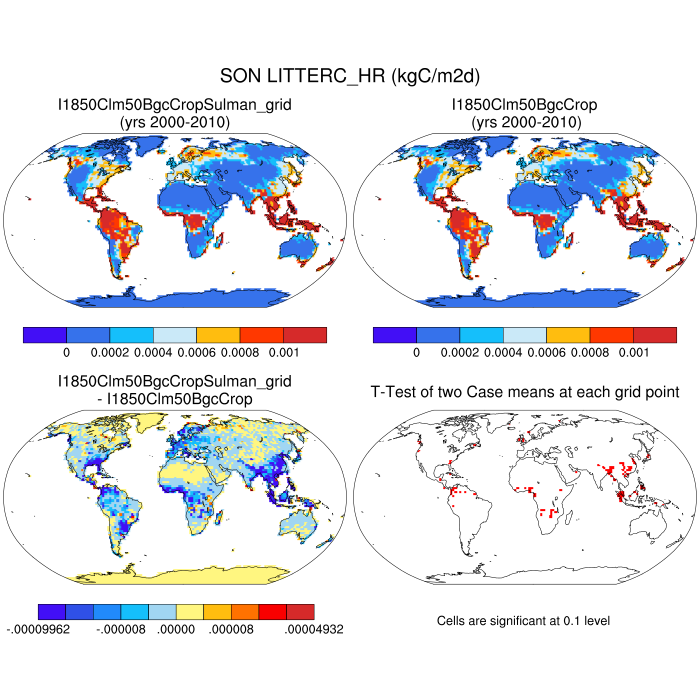 SON LITTERC_HR (kgC/m2d)
I1850Clm50BgcCropSulman_grid
(yrs 2000-2010)
I1850Clm50BgcCrop
(yrs 2000-2010)
0 0.0002 0.0004 0.0006 0.0008 0.001
0 0.0002 0.0004 0.0006 0.0008 0.001
I1850Clm50BgcCropSulman_grid
- I1850Clm50BgcCrop
T-Test of two Case means at each grid point
-.00009962 -.000008 .00000 .000008 .00004932
Cells are significant at 0.1 level